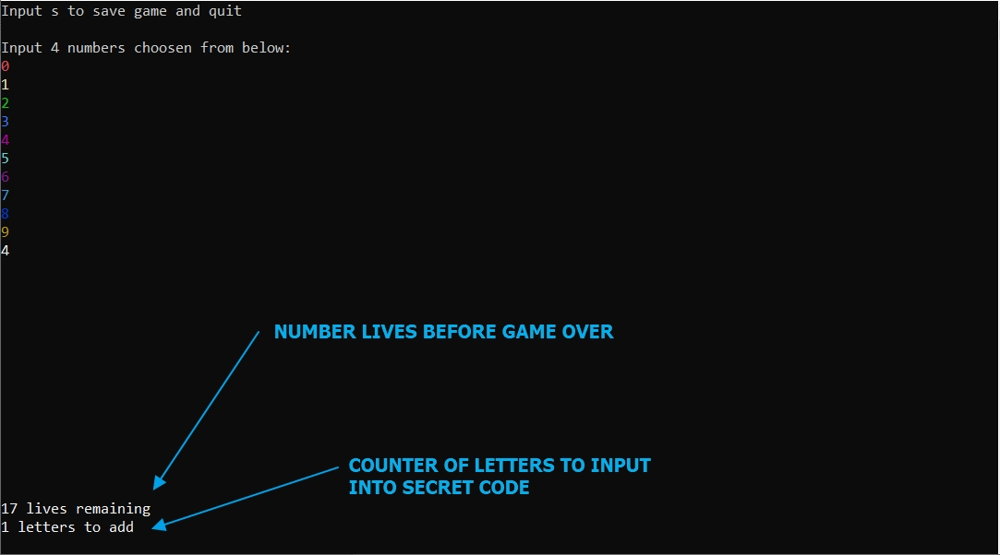 Input s to save game and quit
Input 4 numbers choosen from below:
0
1
2
3
4
5
6
7
8
9
4
NUMBER LIVES BEFORE GAME OVER
COUNTER OF LETTERS TO INPUT
INTO SECRET CODE
17 lives remaining
1 letters to add